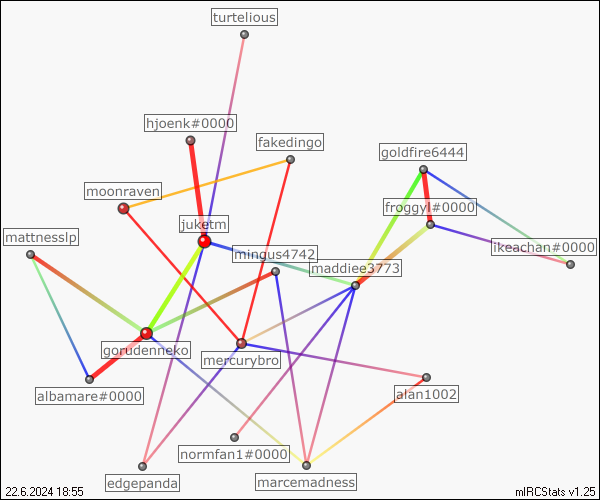 turtelious
hjoenk#0000
fakedingo
goldfire6444
moonraven
froggyl#0000
juketm
mattnesslp
mingus4742
ikeachan#0000
maddiee3773
gorudenneko
mercurybro
albamare#0000
alan1002
normfan1#0000
edgepanda
marcemadness
22.6.2024 18:55
mIRCStats v1.25